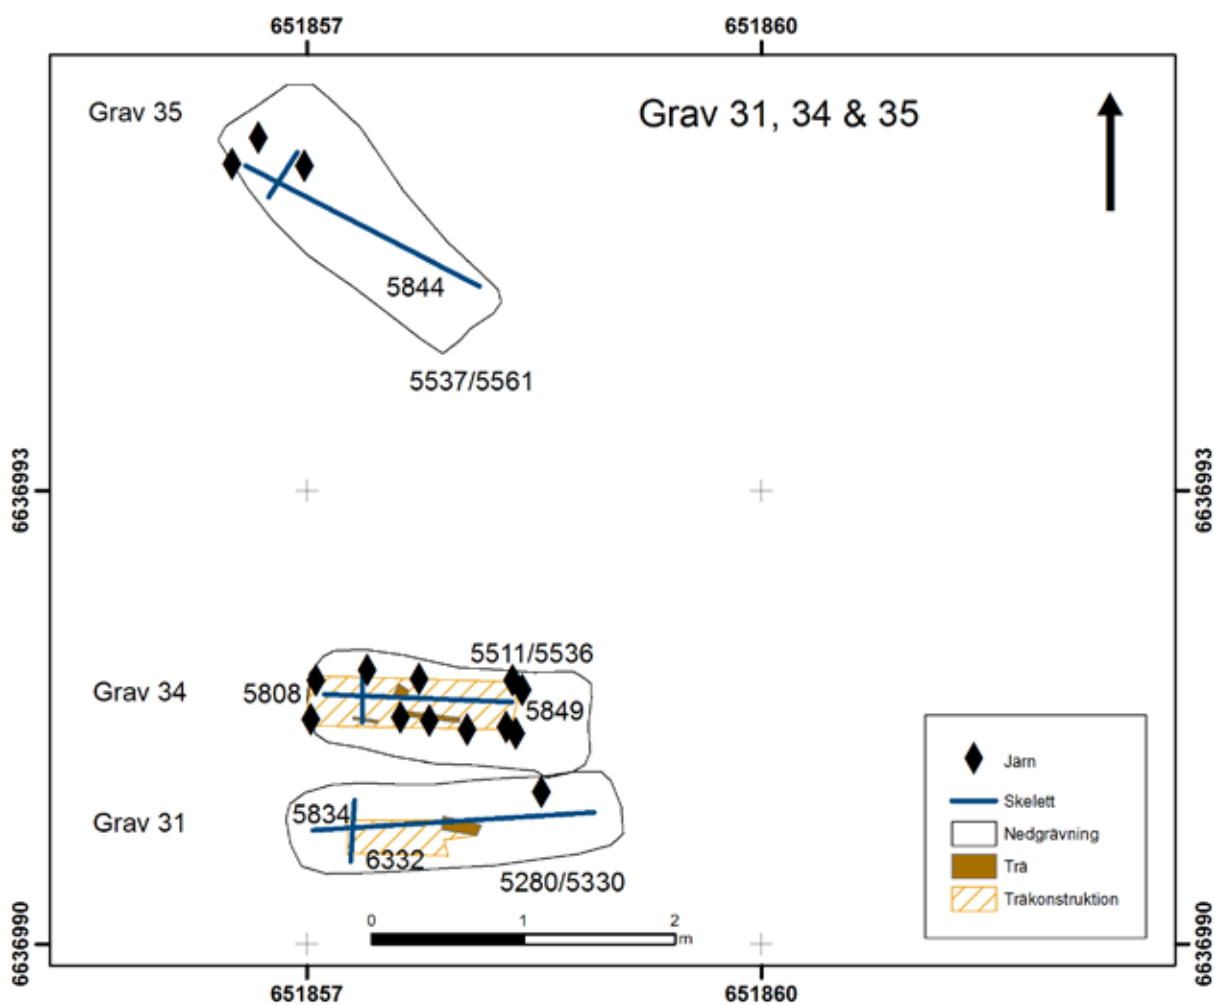 651857
651860
Grav 35
Grav 31, 34 & 35
5844
5537/5561
6636993
6636993
5511/5536
Grav 34
5808
5849
Järn
Grav 31
5834
Skelett
Nedgrävning
6332
Trä
5280/5330
Träkonstruktion
0 1 2
m
6636990
6636990
651857
651860